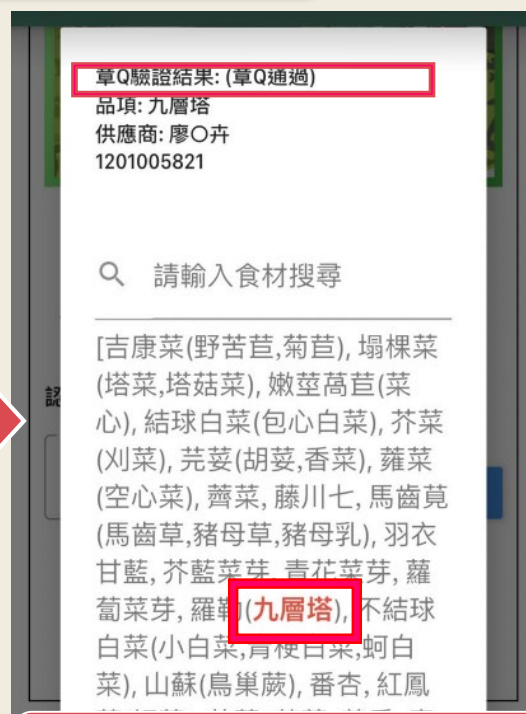 章Q驗證結果: (章Q通過)
品項: 九層塔
供應商: 廖○卉
1201005821
請輸入食材搜尋
[吉康菜(野苦苣,菊苣), 塌棵菜
(塔菜,塔菇菜), 嫩莖萵苣(菜
心), 結球白菜(包心白菜), 芥菜
(刈菜), 芫荽(胡荽,香菜), 蕹菜
(空心菜), 薺菜, 藤川七, 馬齒莧
(馬齒草,豬母草,豬母乳), 羽衣
甘藍, 芥藍菜芽, 青花菜芽, 蘿
蔔菜芽, 羅勒(九層塔), 不結球
白菜(小白菜,青梗白菜,蚵白
菜), 山蘇(鳥巢蕨), 番杏, 紅鳳